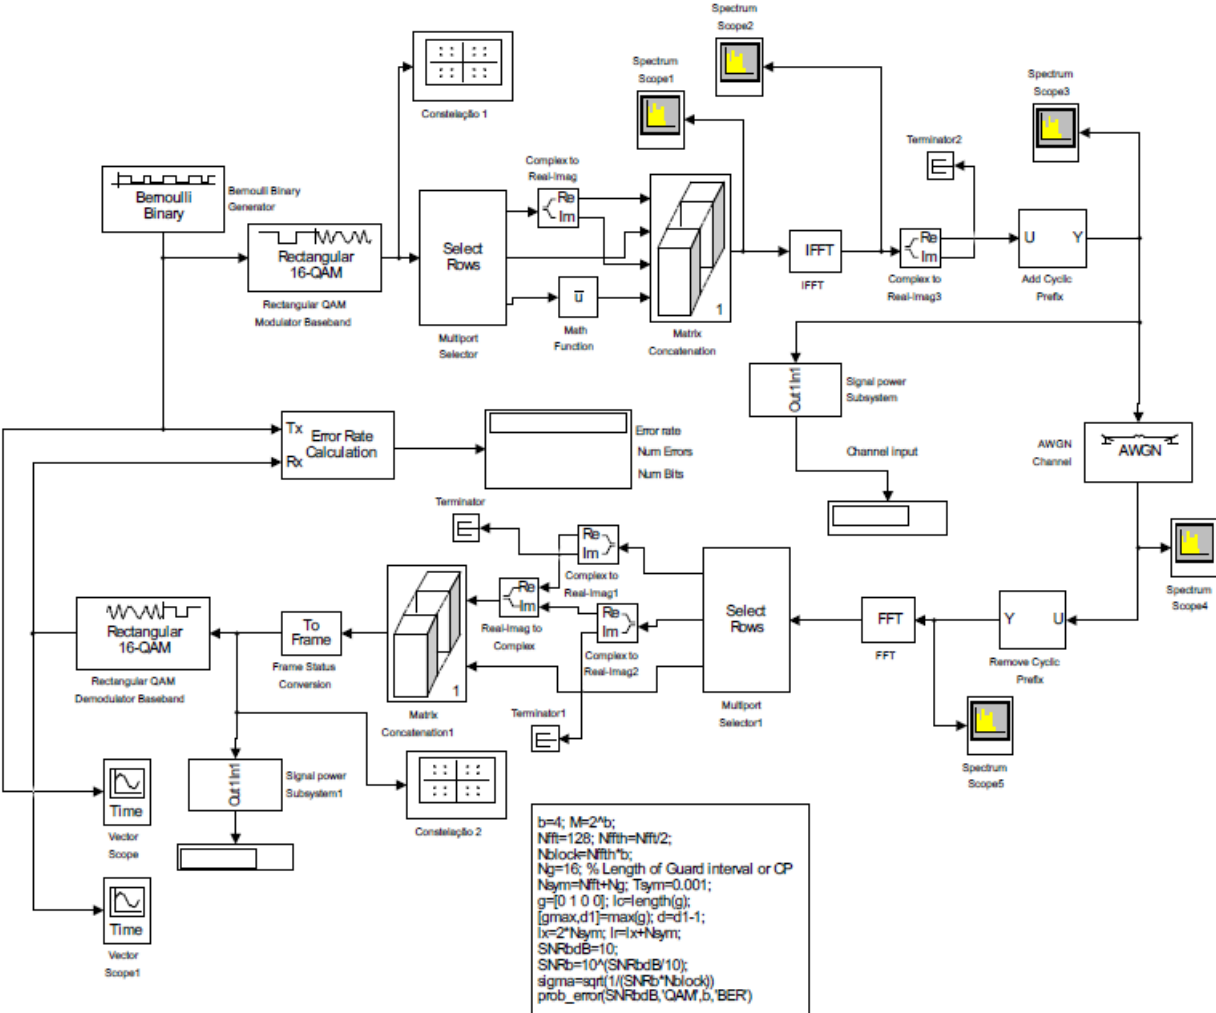 Spectrum
Scope2
Spectrum
Scope1
Spectrum
Scope3
Constelação 1
Terminator2
Bernoulli
Binary
Bernoulli Binary
Generator
Complex to
Real-Imag
Re
Im
Select
Rows
Rectangular
16-QAM
Rectangular QAM
Modulator Baseband
Multiport
Selector
u
Math
Function
1
Matrix
Concatenation
IFFT
IFFT
Re
Im
Complex to
Real-Imag3
U
Y
Add Cyclic
Prefix
Out1 In1
Signal power
Subsystem
Channel input
AWGN
Channel
AWGN
Tx
Rx
Error Rate
Calculation
Error rate
Num Errors
Num Bits
Terminator
Re
Im
Complex to
Real-Imag1
Re
Im
Real-Imag to
Complex
Re
Im
Complex to
Real-Imag2
Select
Rows
Multiport
Selector1
FFT
FFT
Y
U
Remove Cyclic
Prefix
Spectrum
Scope4
Spectrum
Scope5
Rectangular
16-QAM
Rectangular QAM
Demodulator Baseband
To
Frame
Frame Status
Conversion
1
Matrix
Concatenation1
Terminator1
Out1 In1
Signal power
Subsystem1
Constelação 2
Time
Vector
Scope
Time
Vector
Scope1
b=4; M=2^b;
Nfft=128; Nffth=Nfft/2;
Nblock=Nffth*b;
Ng=16; % Length of Guard interval or CP
Nsym=Nfft+Ng; Tsym=0.001;
g=[0 1 0 0]; lc=length(g);
[gmax,d1]=max(g); d=d1-1;
lx=2*Nsym; lr=lx+Nsym;
SNRbdB=10;
SNRb=10^(SNRbdB/10);
sigma=sqrt(1/(SNRb*Nblock))
prob_error(SNRbdB,'QAM',b,'BER')